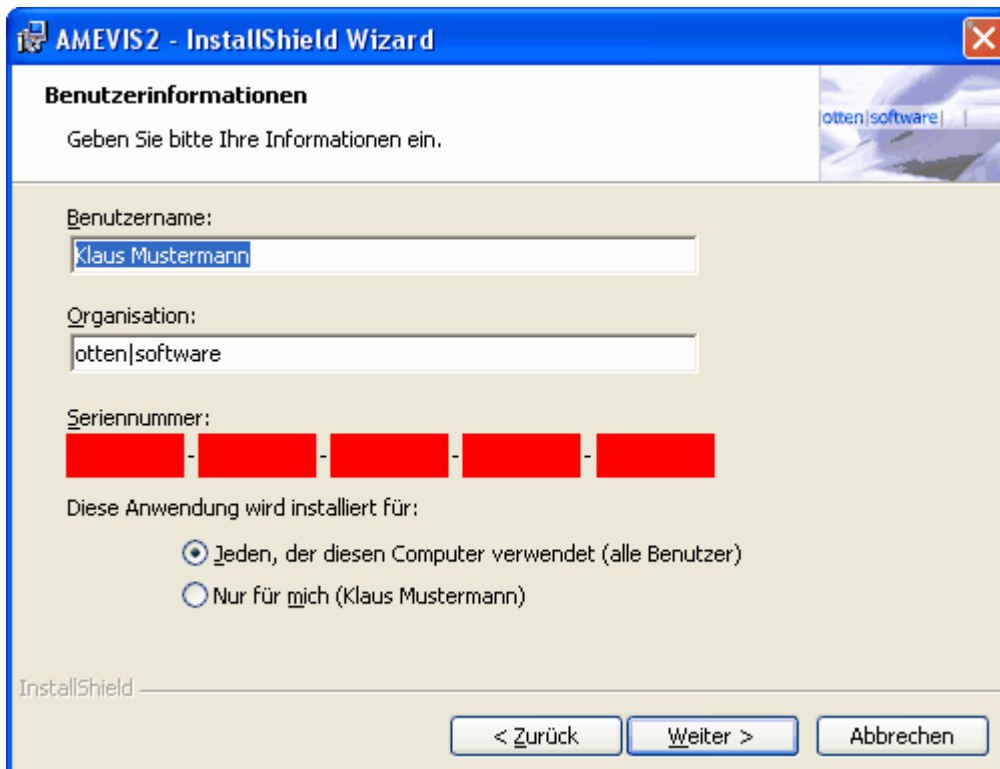 AMEVIS2 - InstallShield Wizard
Benutzerinformationen
Geben Sie bitte Ihre Informationen ein.
|otten|software| |
Benutzername:
Klaus Mustermann
Organisation:
otten|software
Seriennummer:
- - - -
Diese Anwendung wird installiert für:
Jeden, der diesen Computer verwendet (alle Benutzer)
Nur für mich (Klaus Mustermann)
InstallShield
< Zurück
Weiter >
Abbrechen